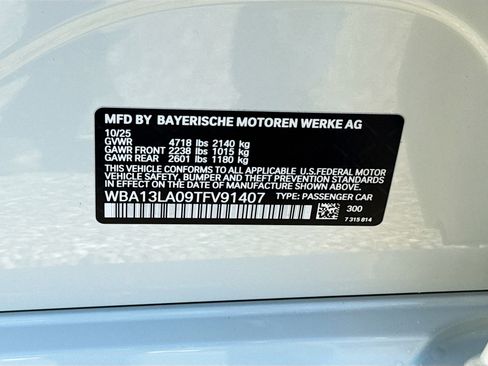 MFD BY BAYERISCHE MOTOREN WERKE AG
10/25
GVWR 4718 lbs 2140 kg
GAWR FRONT 2238 lbs 1015 kg
GAWR REAR 2601 lbs 1180 kg
THIS VEHICLE CONFORMS TO ALL APPLICABLE U.S.FEDERAL MOTOR
VEHICLE SAFETY, BUMPER, AND THEFT PREVENTION STANDARDS
IN EFFECT ON THE DATE OF MANUFACTURE SHOWN ABOVE.
WBA13LA09TFV91407 TYPE: PASSENGER CAR
300
7 315 814